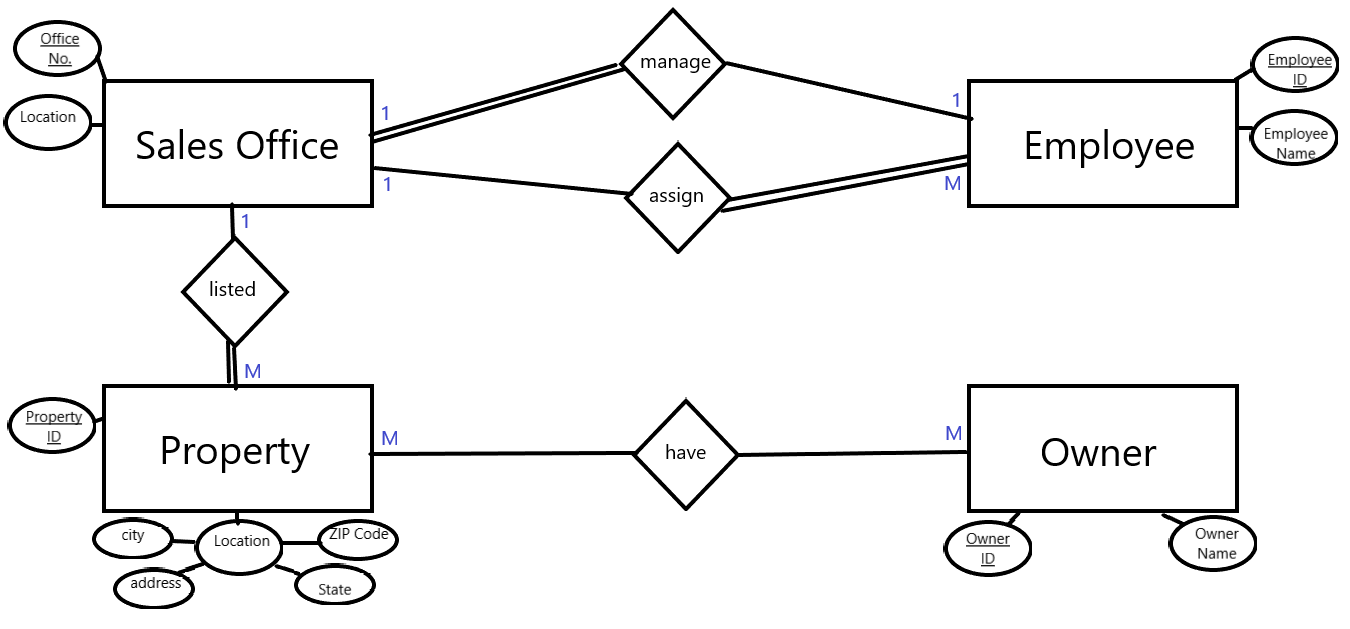 Office
No.
manage
Employee
ID
Location
1
1
Sales Office
Employee
Employee
Name
1
M
assign
1
listed
M
Property
ID
M
M
Property
have
Owner
city
Location
ZIP Code
address
State
Owner
ID
Owner
Name